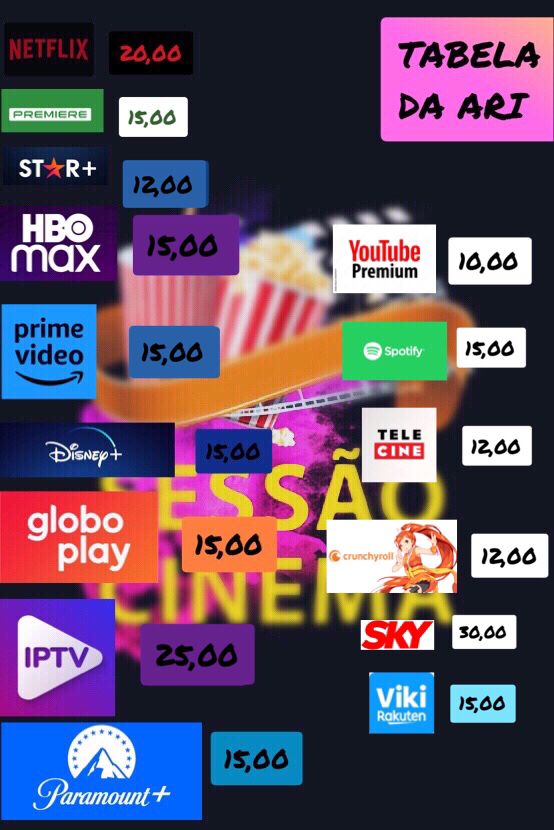 TABELA
DA ARI
NETFLIX
20,00
PREMIERE
15,00
ST★R+
12,00
HBO
max
15,00
prime
video
15,00
Disney+
15,00
globo
play
15,00
IPTV
25,00
Paramount+
15,00
YouTube
Premium
10,00
Spotify
15,00
TELE
CINE
12,00
crunchyroll
12,00
SKY
30,00
Viki
Rakuten
15,00
SESSÃO
CINEMA